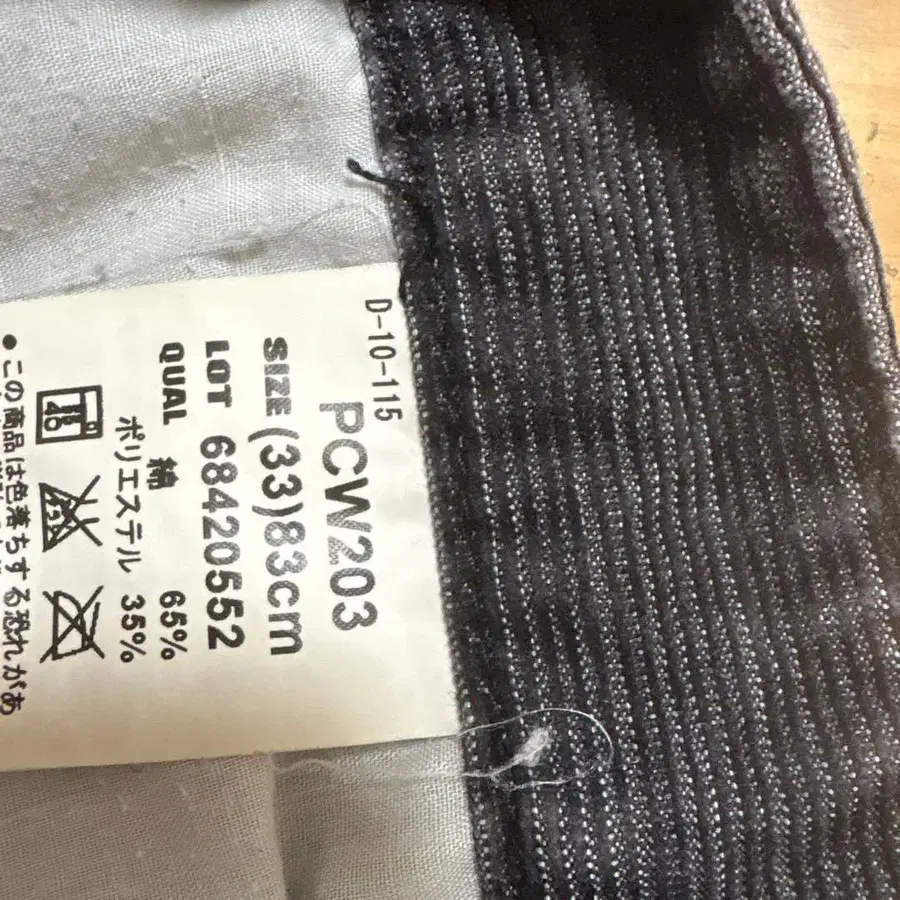 D-10-115
PCW203
SIZE (33)83cm
LOT 68420552
QUAL
綿 65%
ポリエステル 35%
40
●この商品は色落ちする恐れがあ